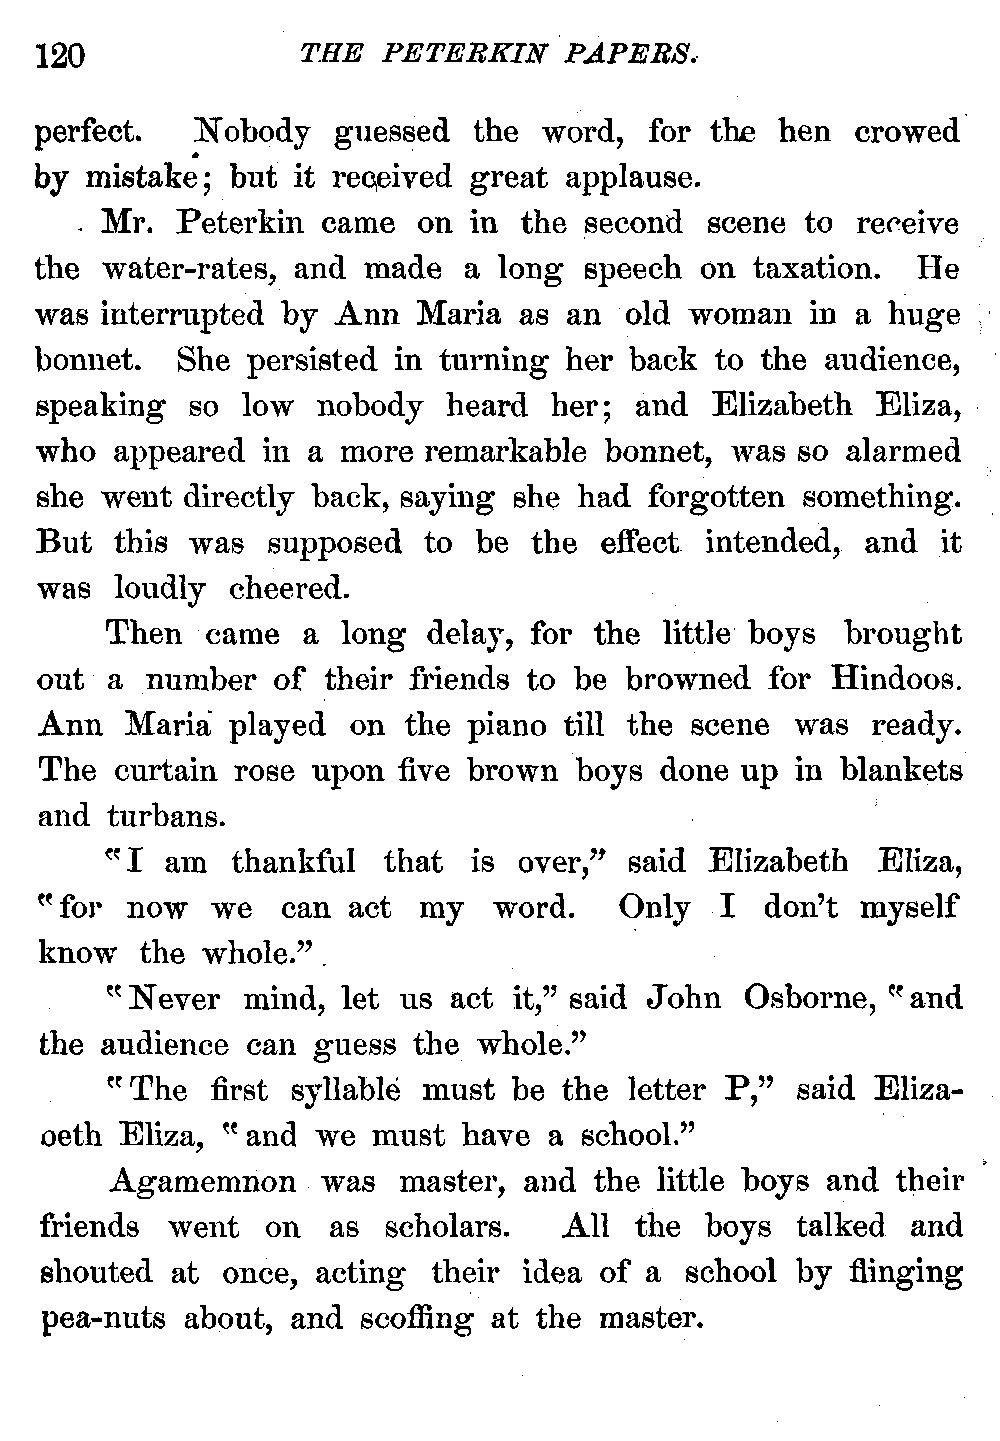 120 THE PETERKIN PAPERS.
perfect. Nobody guessed the word, for the hen crowed
by mistake; but it received great applause.
Mr. Peterkin came on in the second scene to receive
the water-rates, and made a long speech on taxation. He
was interrupted by Ann Maria as an old woman in a huge
bonnet. She persisted in turning her back to the audience,
speaking so low nobody heard her; and Elizabeth Eliza,
who appeared in a more remarkable bonnet, was so alarmed
she went directly back, saying she had forgotten something.
But this was supposed to be the effect intended, and it
was loudly cheered.
Then came a long delay, for the little boys brought
out a number of their friends to be browned for Hindoos.
Ann Maria played on the piano till the scene was ready.
The curtain rose upon five brown boys done up in blankets
and turbans.
"I am thankful that is over," said Elizabeth Eliza,
"for now we can act my word. Only I don't myself
know the whole."
"Never mind, let us act it," said John Osborne, "and
the audience can guess the whole."
"The first syllable must be the letter P," said Eliza-
beth Eliza, "and we must have a school."
Agamemnon was master, and the little boys and their
friends went on as scholars. All the boys talked and
shouted at once, acting their idea of a school by flinging
pea-nuts about, and scoffing at the master.